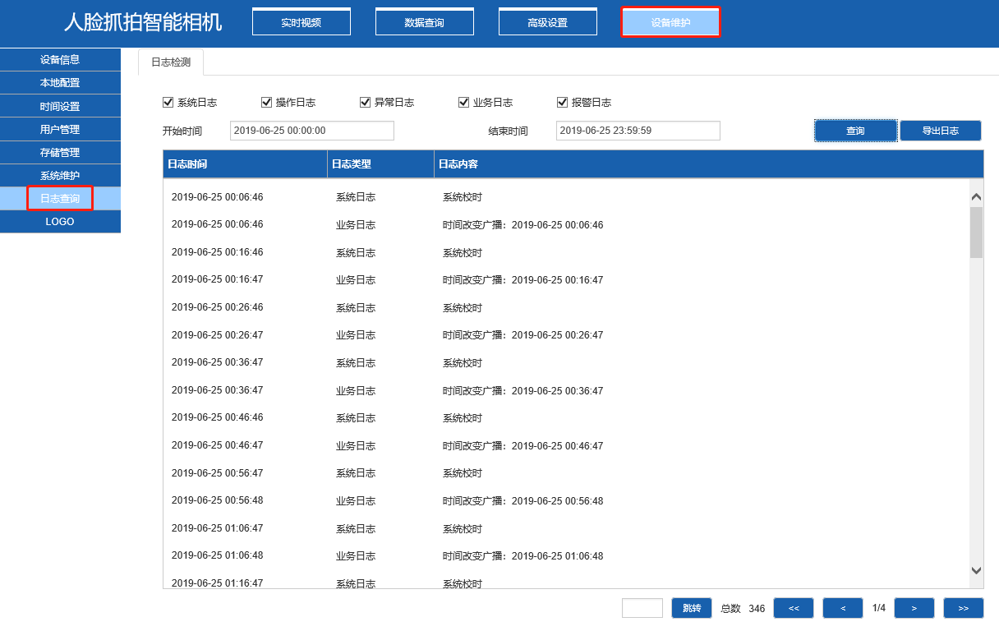 人脸抓拍智能相机 实时视频 数据查询 高级设置 设备维护
设备信息
本地配置
时间设置
用户管理
存储管理
系统维护
日志查询
LOGO
日志检测
系统日志 操作日志 异常日志 业务日志 报警日志
开始时间 2019-06-25 00:00:00 结束时间 2019-06-25 23:59:59 查询 导出日志
日志时间 日志类型 日志内容
2019-06-25 00:06:46 系统日志 系统校时
2019-06-25 00:06:46 业务日志 时间改变广播：2019-06-25 00:06:46
2019-06-25 00:16:46 系统日志 系统校时
2019-06-25 00:16:47 业务日志 时间改变广播：2019-06-25 00:16:47
2019-06-25 00:26:46 系统日志 系统校时
2019-06-25 00:26:47 业务日志 时间改变广播：2019-06-25 00:26:47
2019-06-25 00:36:47 系统日志 系统校时
2019-06-25 00:36:47 业务日志 时间改变广播：2019-06-25 00:36:47
2019-06-25 00:46:46 系统日志 系统校时
2019-06-25 00:46:47 业务日志 时间改变广播：2019-06-25 00:46:47
2019-06-25 00:56:47 系统日志 系统校时
2019-06-25 00:56:48 业务日志 时间改变广播：2019-06-25 00:56:48
2019-06-25 01:06:47 系统日志 系统校时
2019-06-25 01:06:48 业务日志 时间改变广播：2019-06-25 01:06:48
2019-06-25 01:16:47 系统日志 系统校时
跳转 总数 346 << < 1/4 > >>